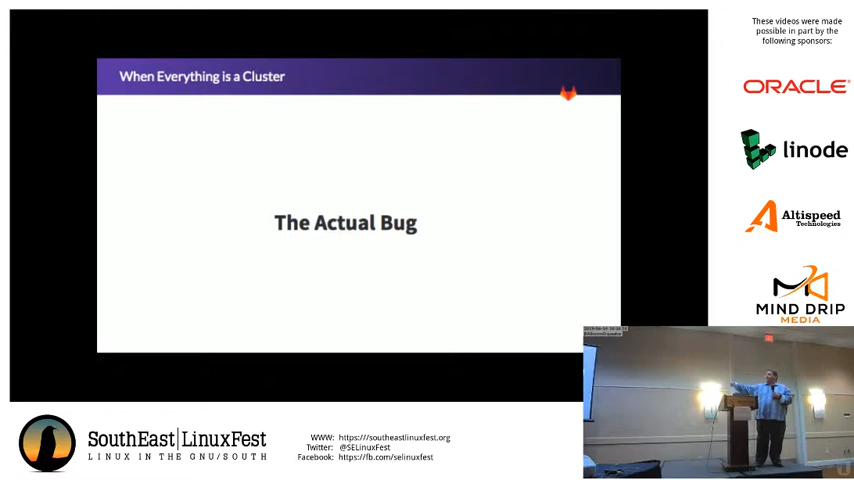 When Everything is a Cluster
The Actual Bug
These videos were made
possible in part by the
following sponsors:
ORACLE
linode
Altispeed
Technologies
MIND DRIP
MEDIA
SouthEast|LinuxFest
LINUX IN THE GNU/SOUTH
WWW: https:///southeastlinuxfest.org
Twitter: @SELinuxFest
Facebook: https://fb.com/selinuxfest